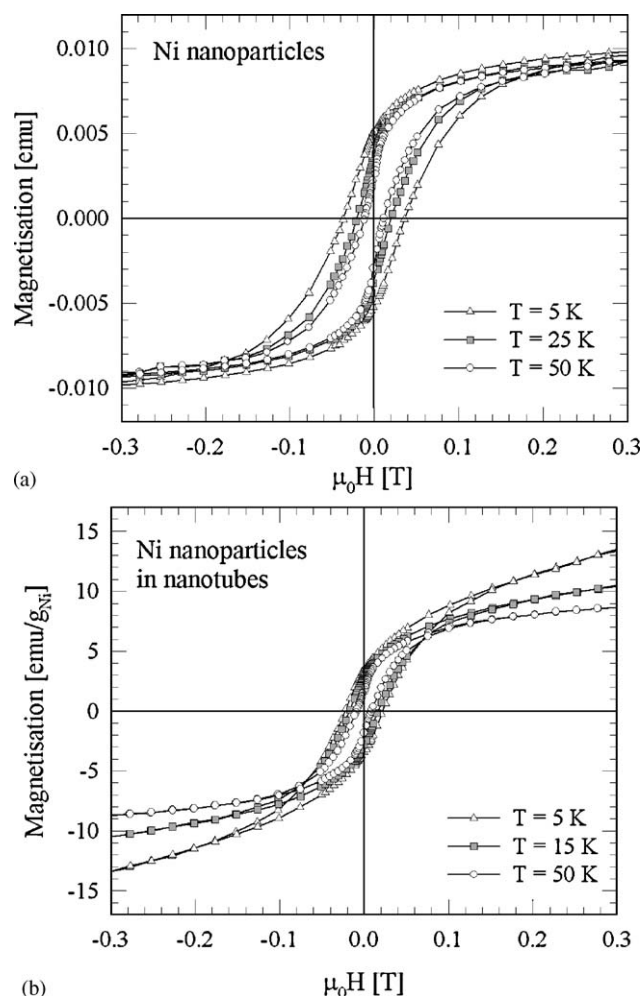 Ni nanoparticles
Magnetisation [emu]
0.010
0.005
0.000
-0.005
-0.010
T = 5 K
T = 25 K
T = 50 K
-0.3 -0.2 -0.1 0.0 0.1 0.2 0.3
μ₀H [T]
(a)
Ni nanoparticles
in nanotubes
Magnetisation [emu/g_Ni]
15
10
5
0
-5
-10
-15
T = 5 K
T = 15 K
T = 50 K
-0.3 -0.2 -0.1 0.0 0.1 0.2 0.3
μ₀H [T]
(b)